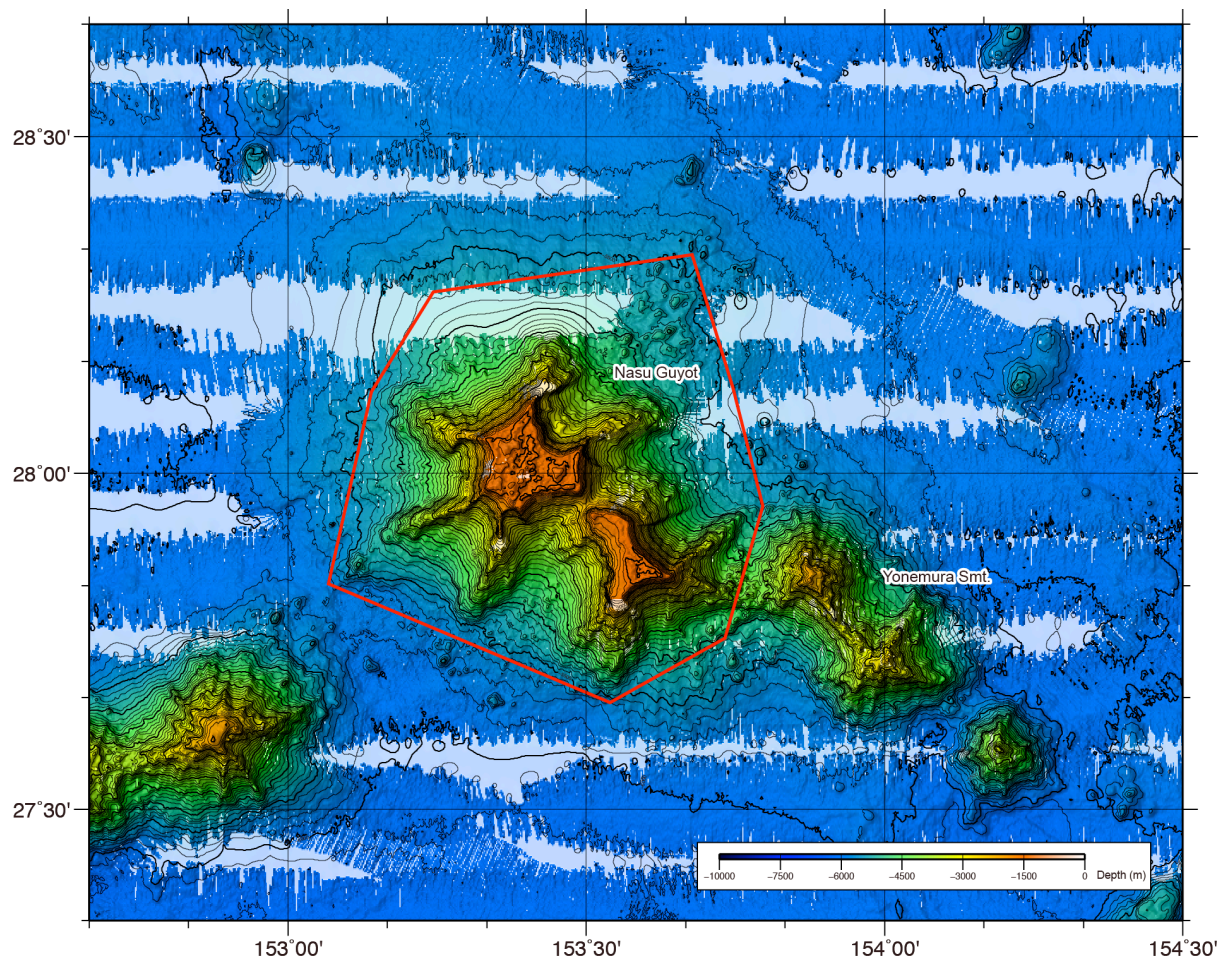 28˚30'
Nasu Guyot
28˚00'
Yonemura Smt.
27˚30'
−10000 −7500 −6000 −4500 −3000 −1500 0 Depth (m)
153˚00' 153˚30' 154˚00' 154˚30'